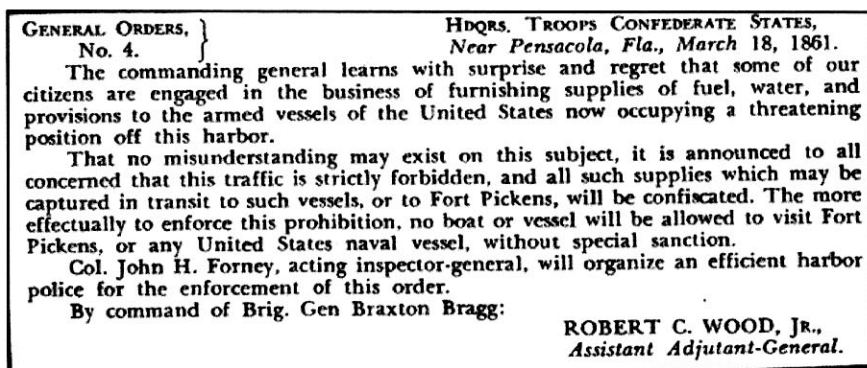 GENERAL ORDERS, HDQRS. TROOPS CONFEDERATE STATES,
No. 4. Near Pensacola, Fla., March 18, 1861.
The commanding general learns with surprise and regret that some of our
citizens are engaged in the business of furnishing supplies of fuel, water, and
provisions to the armed vessels of the United States now occupying a threatening
position off this harbor.
That no misunderstanding may exist on this subject, it is announced to all
concerned that this traffic is strictly forbidden, and all such supplies which may be
captured in transit to such vessels, or to Fort Pickens, will be confiscated. The more
effectually to enforce this prohibition, no boat or vessel will be allowed to visit Fort
Pickens, or any United States naval vessel, without special sanction.
Col. John H. Forney, acting inspector-general, will organize an efficient harbor
police for the enforcement of this order.
By command of Brig. Gen Braxton Bragg:
ROBERT C. WOOD, JR.,
Assistant Adjutant-General.